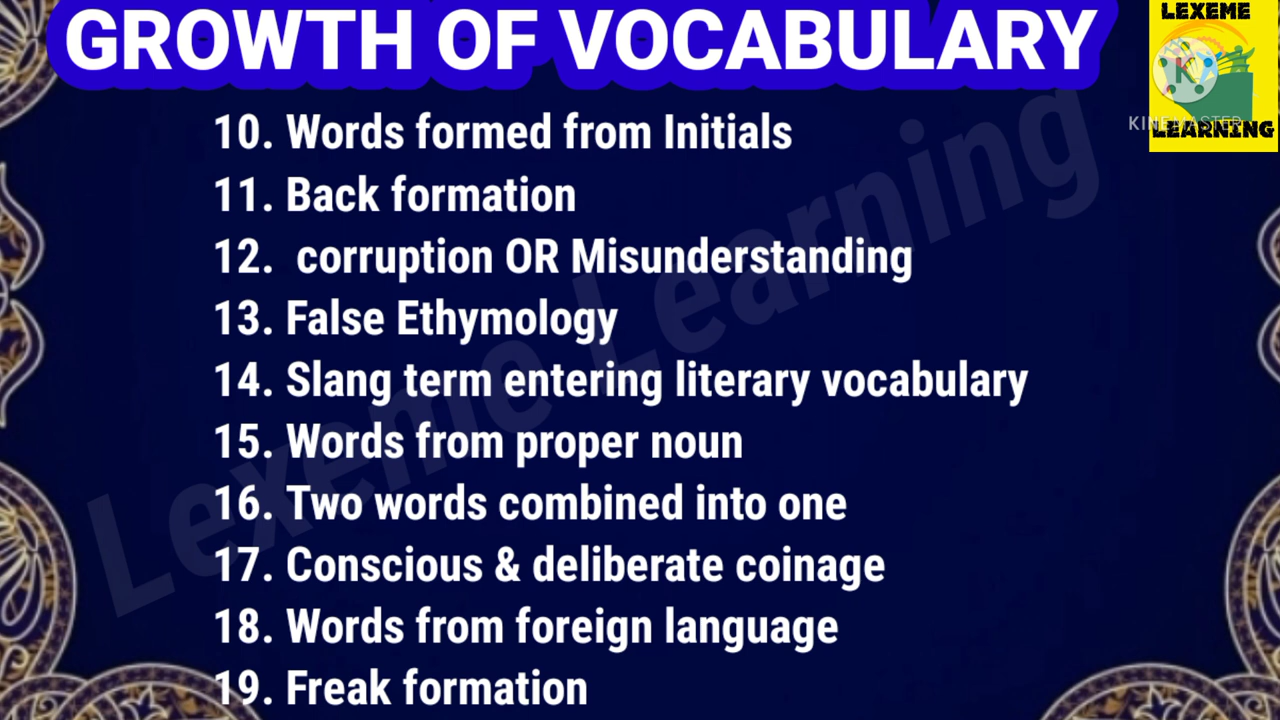 GROWTH OF VOCABULARY
LEXEME
KINEMASTER
LEARNING
10. Words formed from Initials
11. Back formation
12. corruption OR Misunderstanding
13. False Ethymology
14. Slang term entering literary vocabulary
15. Words from proper noun
16. Two words combined into one
17. Conscious & deliberate coinage
18. Words from foreign language
19. Freak formation
Lexeme Learning